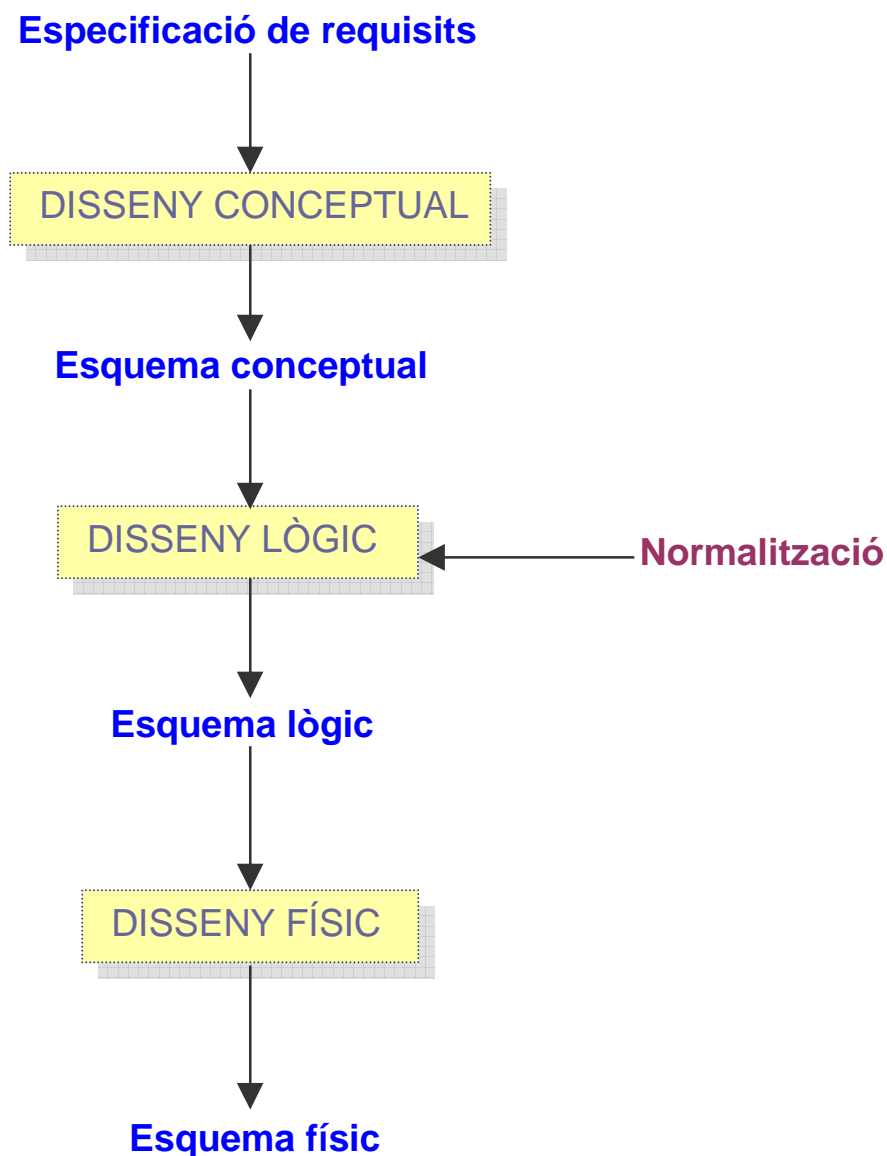 Especificació de requisits
DISSENY CONCEPTUAL
Esquema conceptual
DISSENY LÒGIC
Normalització
Esquema lògic
DISSENY FÍSIC
Esquema físic